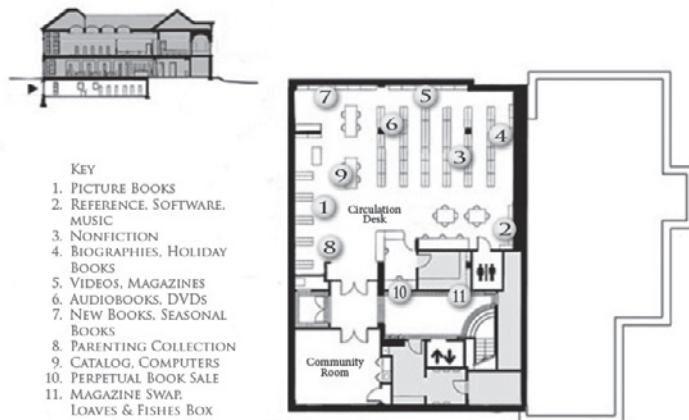 KEY
1. PICTURE BOOKS
2. REFERENCE, SOFTWARE,
MUSIC
3. NONFICTION
4. BIOGRAPHIES, HOLIDAY
BOOKS
5. VIDEOS, MAGAZINES
6. AUDIOBOOKS, DVDS
7. NEW BOOKS, SEASONAL
BOOKS
8. PARENTING COLLECTION
9. CATALOG, COMPUTERS
10. PERPETUAL BOOK SALE
11. MAGAZINE SWAP,
LOAVES & FISHES BOX
7
5
6
4
3
9
1
Circulation
Desk
2
8
10
11
Community
Room